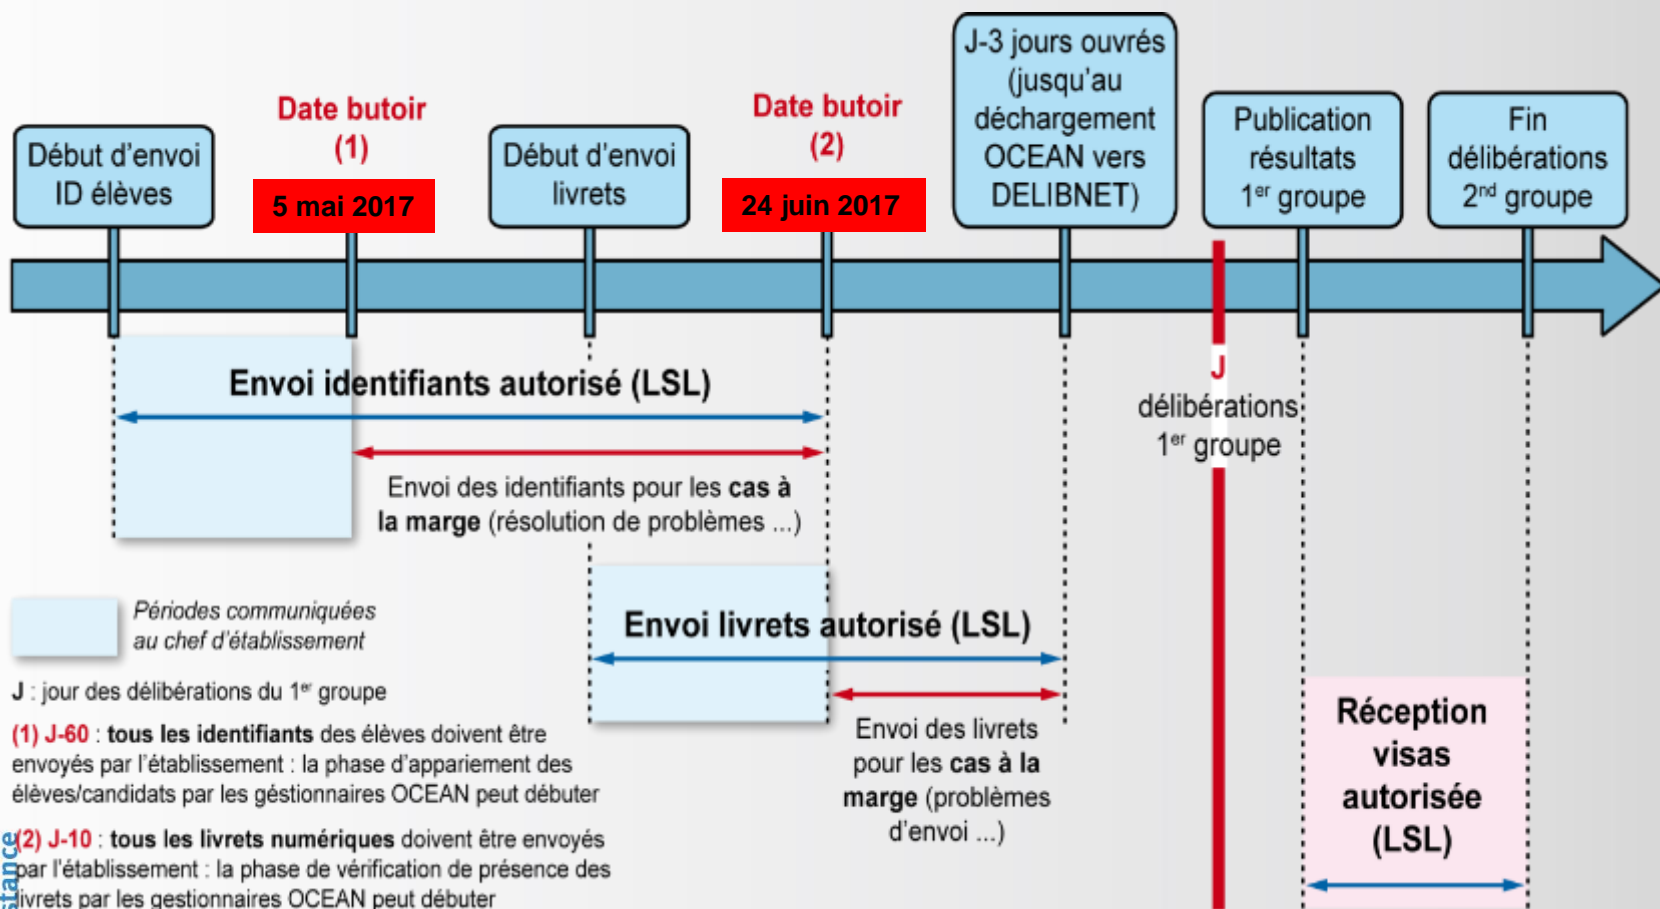 Début d'envoi
ID élèves
Date butoir
(1)
5 mai 2017
Début d'envoi
livrets
Date butoir
(2)
24 juin 2017
J-3 jours ouvrés
(jusqu'au
déchargement
OCEAN vers
DELIBNET)
Publication
résultats
1er groupe
Fin
délibérations
2nd groupe
J
délibérations
1er groupe
Envoi identifiants autorisé (LSL)
Envoi des identifiants pour les cas à
la marge (résolution de problèmes ...)
Envoi livrets autorisé (LSL)
Envoi des livrets
pour les cas à la
marge (problèmes
d'envoi ...)
Réception
visas
autorisée
(LSL)
Périodes communiquées
au chef d'établissement
J : jour des délibérations du 1er groupe
(1) J-60 : tous les identifiants des élèves doivent être
envoyés par l'établissement : la phase d'appariement des
élèves/candidats par les géstionnaires OCEAN peut débuter
(2) J-10 : tous les livrets numériques doivent être envoyés
par l'établissement : la phase de vérification de présence des
livrets par les gestionnaires OCEAN peut débuter